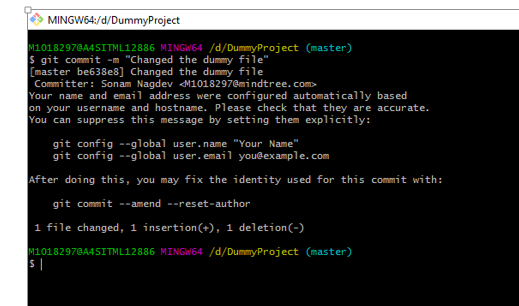 MINGW64:/d/DummyProject
M1018297@A4SITML12886 MINGW64 /d/DummyProject (master)
$ git commit -m "Changed the dummy file"
[master be638e8] Changed the dummy file
Committer: Sonam Nagdev <M1018297@mindtree.com>
Your name and email address were configured automatically based
on your username and hostname. Please check that they are accurate.
You can suppress this message by setting them explicitly:
git config --global user.name "Your Name"
git config --global user.email you@example.com
After doing this, you may fix the identity used for this commit with:
git commit --amend --reset-author
1 file changed, 1 insertion(+), 1 deletion(-)
M1018297@A4SITML12886 MINGW64 /d/DummyProject (master)
$